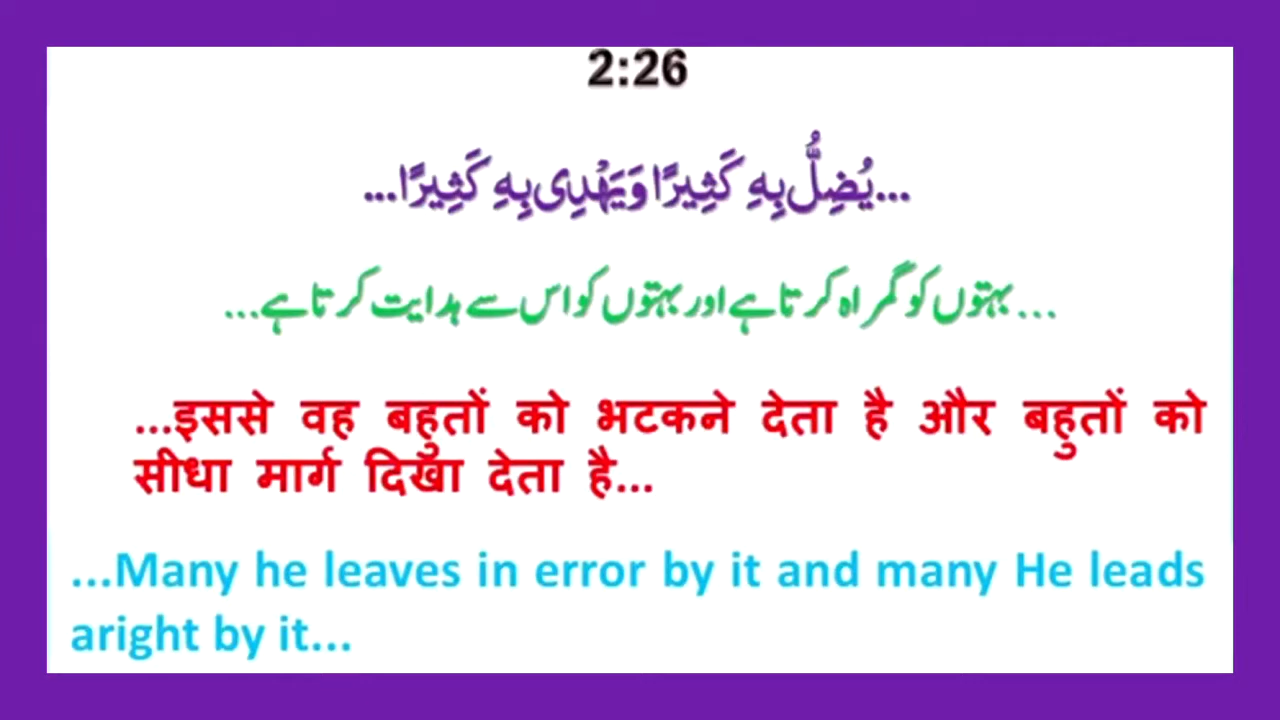 2:26
...يُضِلُّ بِهٖ كَثِيرًا وَيَهْدِى بِهٖ كَثِيرًا...
...بہتوں کو گمراہ کرتا ہے اور بہتوں کو اس سے ہدایت کرتا ہے...
...इससे वह बहुतों को भटकने देता है और बहुतों को
सीधा मार्ग दिखा देता है...
...Many he leaves in error by it and many He leads
aright by it...